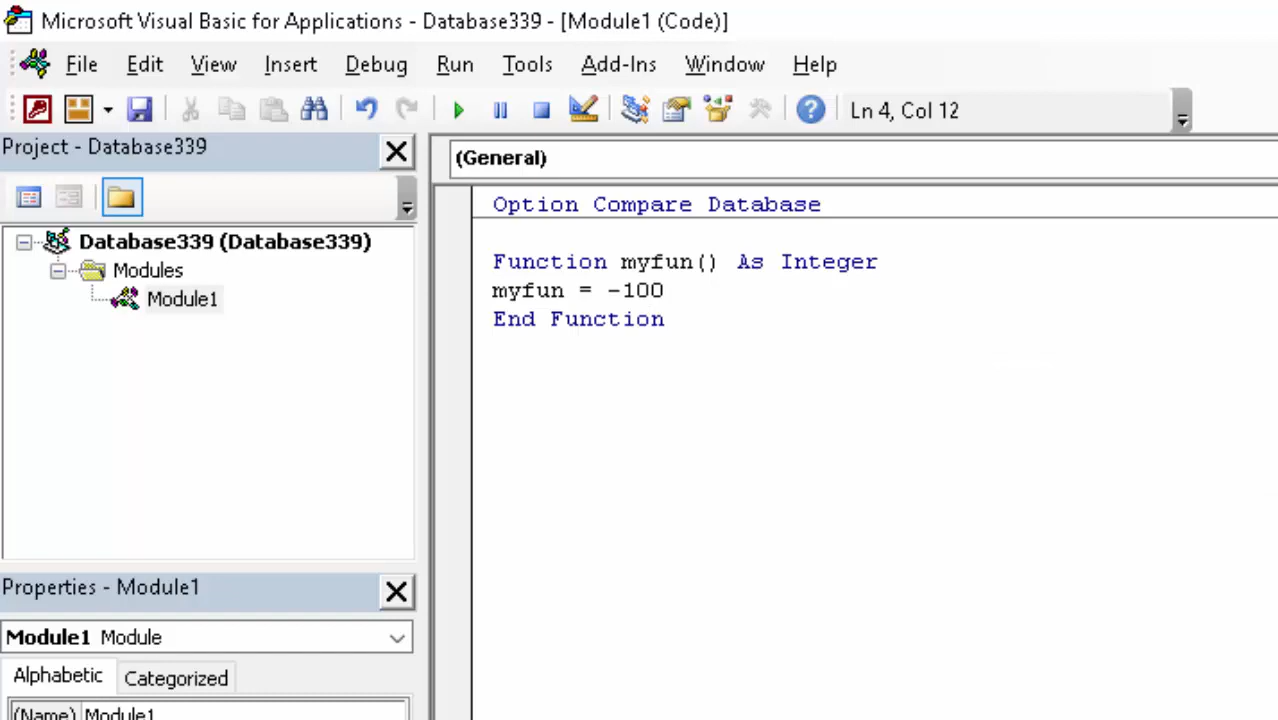 Microsoft Visual Basic for Applications - Database339 - [Module1 (Code)]
File Edit View Insert Debug Run Tools Add-Ins Window Help
Ln 4, Col 12
Project - Database339
(General)
Option Compare Database
Database339 (Database339)
Modules
Module1
Function myfun() As Integer
myfun = -100
End Function
Properties - Module1
Module1 Module
Alphabetic Categorized
(Name) Module1